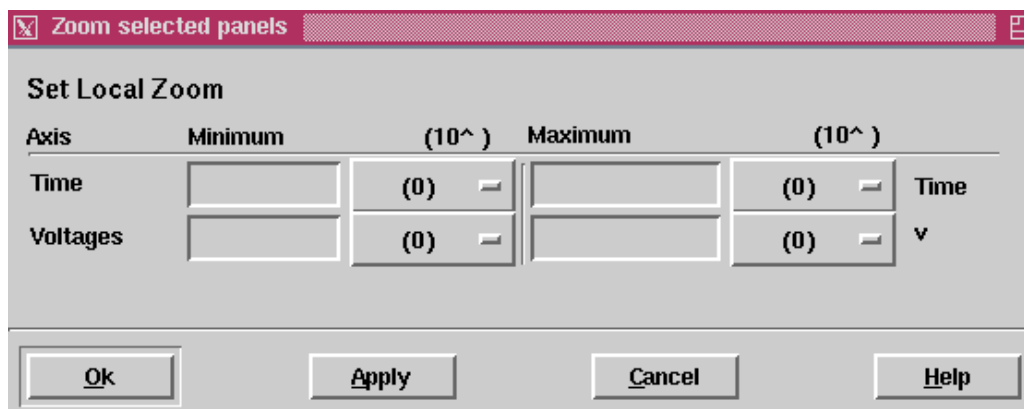 Zoom selected panels
Set Local Zoom
Axis Minimum (10^ ) Maximum (10^ )
Time (0) (0) Time
Voltages (0) (0) v
Ok Apply Cancel Help